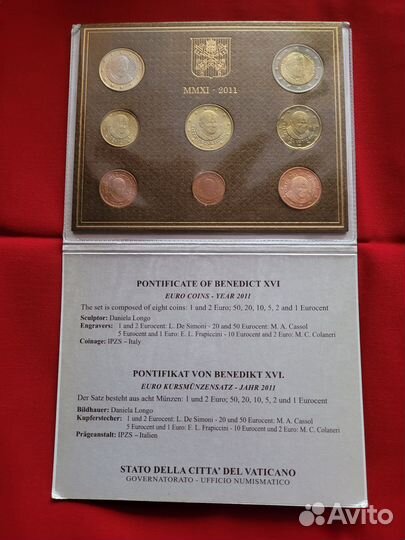 MMXI - 2011
PONTIFICATE OF BENEDICT XVI
EURO COINS - YEAR 2011
The set is composed of eight coins: 1 and 2 Euro; 50, 20, 10, 5, 2 and 1 Eurocent
Sculptor: Daniela Longo
Engravers: 1 and 2 Eurocent: L. De Simoni - 20 and 50 Eurocent: M. A. Cassol
5 Eurocent and 1 Euro: E. L. Frapiccini - 10 Eurocent and 2 Euro: M. C. Colaneri
Coinage: IPZS – Italy
PONTIFIKAT VON BENEDIKT XVI.
EURO KURSMÜNZENSATZ - JAHR 2011
Der Satz besteht aus acht Münzen: 1 und 2 Euro; 50, 20, 10, 5, 2 und 1 Eurocent
Bildhauer: Daniela Longo
Kupferstecher: 1 und 2 Eurocent: L. De Simoni - 20 und 50 Eurocent: M. A. Cassol
5 Eurocent und 1 Euro: E. L. Frapiccini - 10 Eurocent und 2 Euro: M. C. Colaneri
Prägeanstalt: IPZS – Italien
STATO DELLA CITTA' DEL VATICANO
GOVERNATORATO - UFFICIO NUMISMATICO
Avito